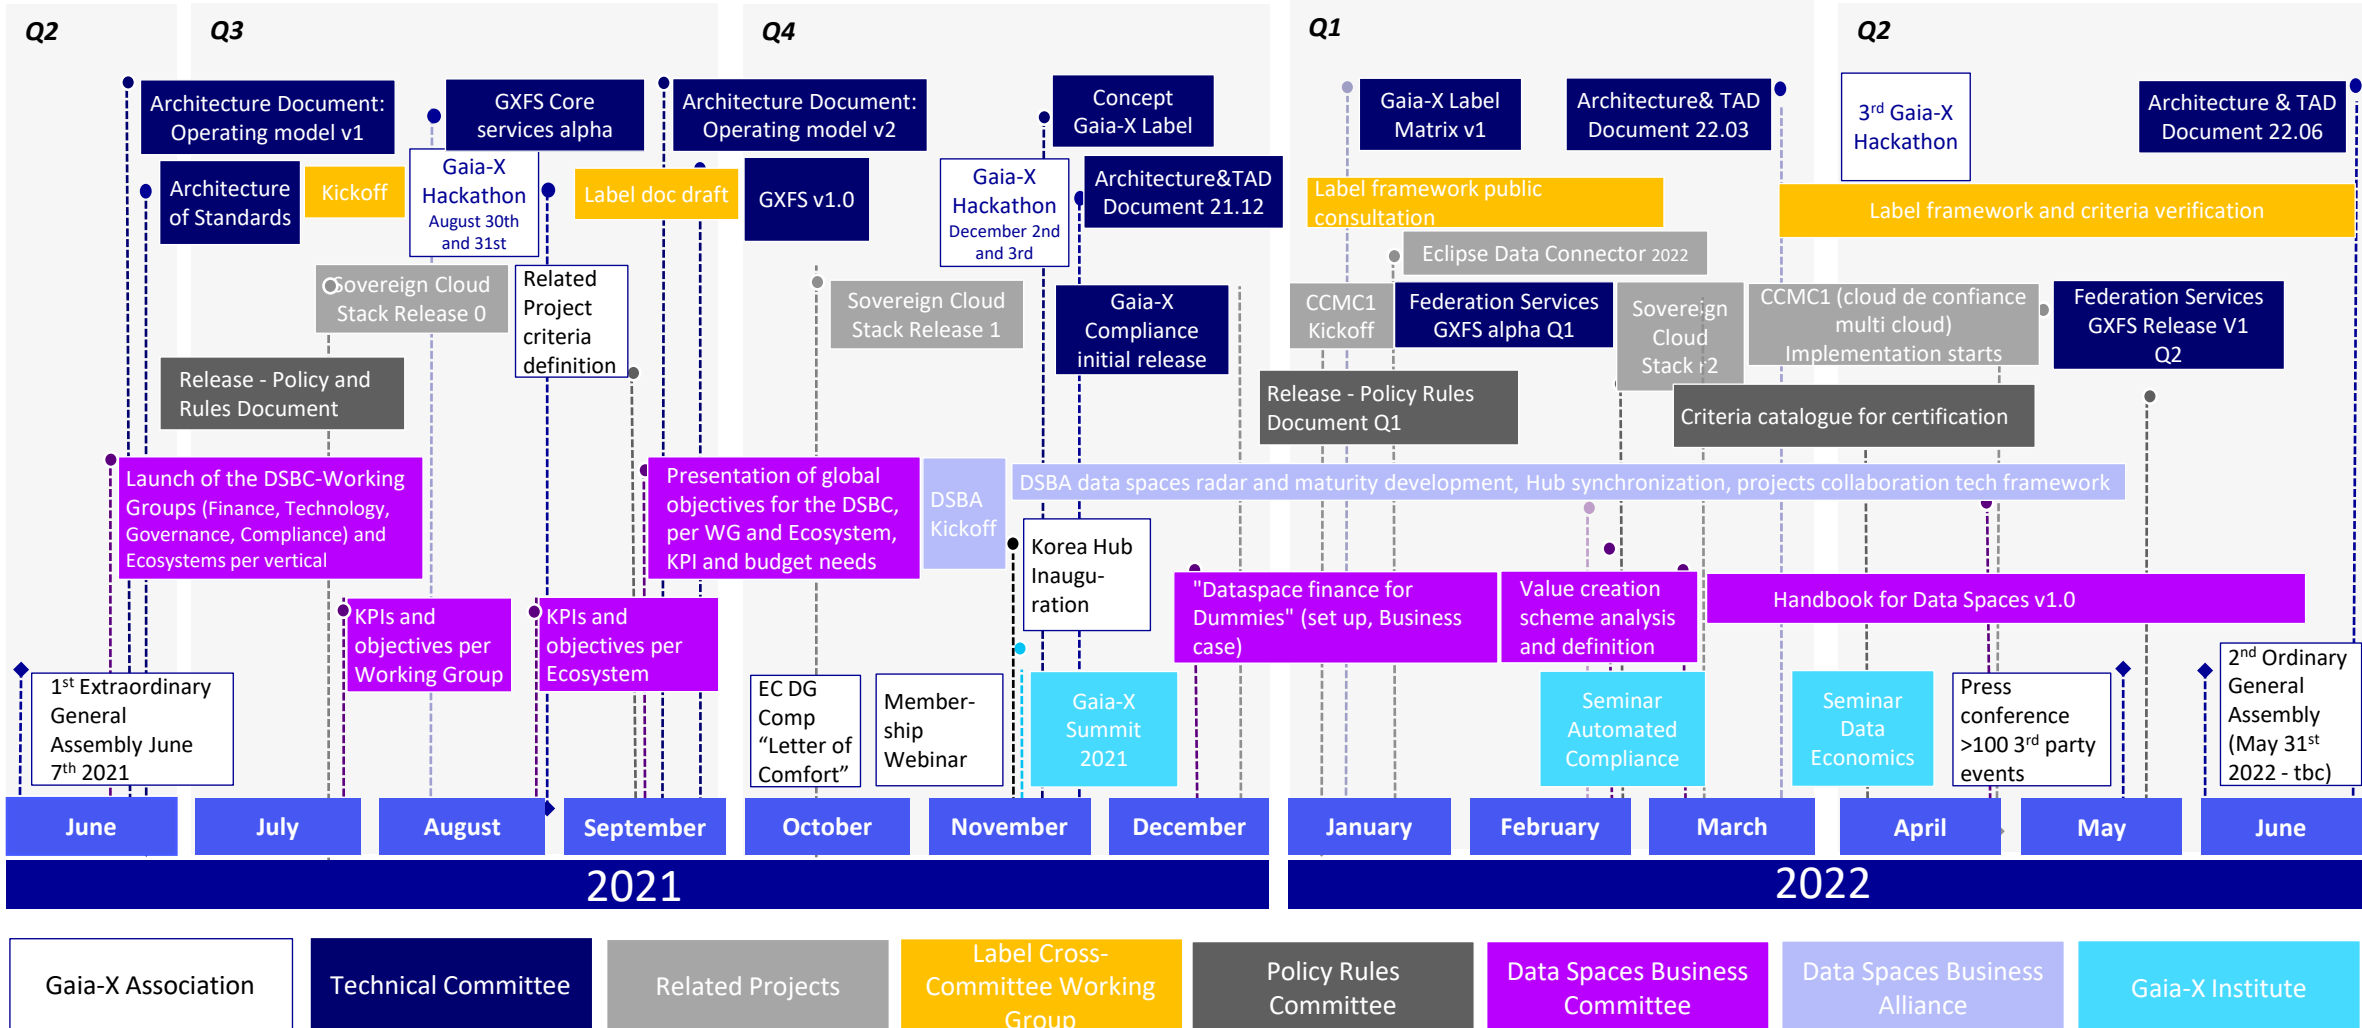 Q2
Q3
Q4
Q1
Q2
Architecture Document:
Operating model v1
GXFS Core
services alpha
Architecture Document:
Operating model v2
Concept
Gaia-X Label
Gaia-X Label
Matrix v1
Architecture& TAD
Document 22.03
3rd Gaia-X
Hackathon
Architecture & TAD
Document 22.06
Architecture
of Standards
Kickoff
Gaia-X
Hackathon
August 30th
and 31st
Label doc draft
GXFS v1.0
Gaia-X
Hackathon
December 2nd
and 3rd
Architecture&TAD
Document 21.12
Label framework public
consultation
Label framework and criteria verification
Sovereign Cloud
Stack Release 0
Related
Project
criteria
definition
Sovereign Cloud
Stack Release 1
Gaia-X
Compliance
initial release
Eclipse Data Connector 2022
CCMC1
Kickoff
Federation Services
GXFS alpha Q1
Sovereign
Cloud
Stack r2
CCMC1 (cloud de confiance
multi cloud)
Implementation starts
Federation Services
GXFS Release V1
Q2
Release - Policy and
Rules Document
Release - Policy Rules
Document Q1
Criteria catalogue for certification
Launch of the DSBC-Working
Groups (Finance, Technology,
Governance, Compliance) and
Ecosystems per vertical
Presentation of global
objectives for the DSBC,
per WG and Ecosystem,
KPI and budget needs
DSBA
Kickoff
DSBA data spaces radar and maturity development, Hub synchronization, projects collaboration tech framework
Korea Hub
Inaugu-
ration
KPIs and
objectives per
Working Group
KPIs and
objectives per
Ecosystem
"Dataspace finance for
Dummies" (set up, Business
case)
Value creation
scheme analysis
and definition
Handbook for Data Spaces v1.0
1st Extraordinary
General
Assembly June
7th 2021
EC DG
Comp
“Letter of
Comfort”
Member-
ship
Webinar
Gaia-X
Summit
2021
Seminar
Automated
Compliance
Seminar
Data
Economics
Press
conference
>100 3rd party
events
2nd Ordinary
General
Assembly
(May 31st
2022 - tbc)
June
July
August
September
October
November
December
January
February
March
April
May
June
2021
2022
Gaia-X Association
Technical Committee
Related Projects
Label Cross-
Committee Working
Group
Policy Rules
Committee
Data Spaces Business
Committee
Data Spaces Business
Alliance
Gaia-X Institute